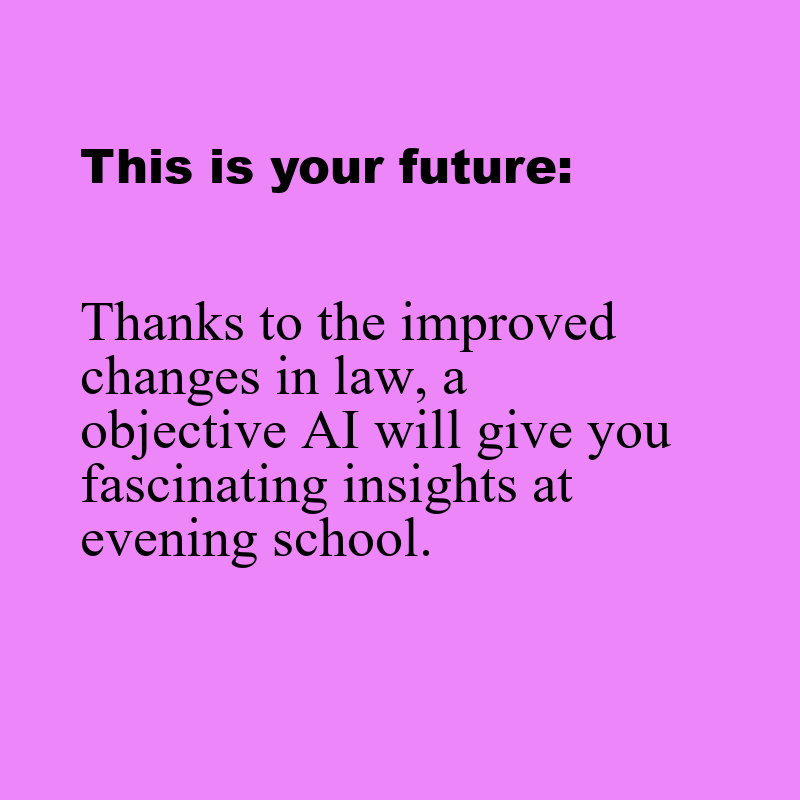 This is your future:
Thanks to the improved
changes in law, a
objective AI will give you
fascinating insights at
evening school.